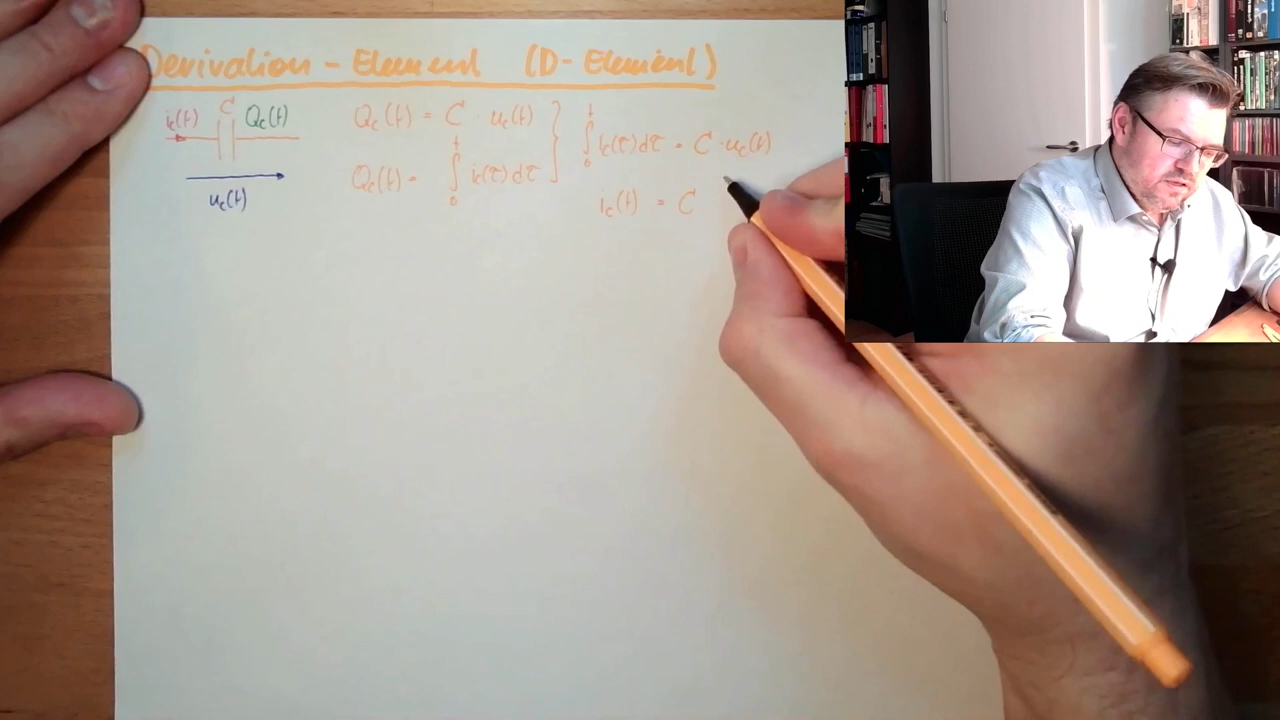 Derivation - Element (D - Element)
i_c(t) C Q_c(t)
u_c(t)
Q_c(t) = C · u_c(t)
Q_c(t) = ∫₀ᵗ i_c(τ) dτ
∫₀ᵗ i_c(τ) dτ = C · u_c(t)
i_c(t) = C